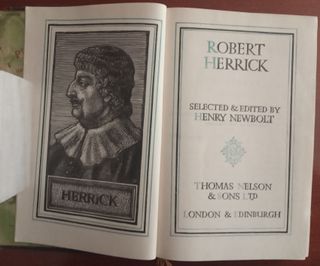 HERRICK
ROBERT
HERRICK
SELECTED & EDITED BY
HENRY NEWBOLT
THOMAS NELSON
& SONS LTD
LONDON & EDINBURGH